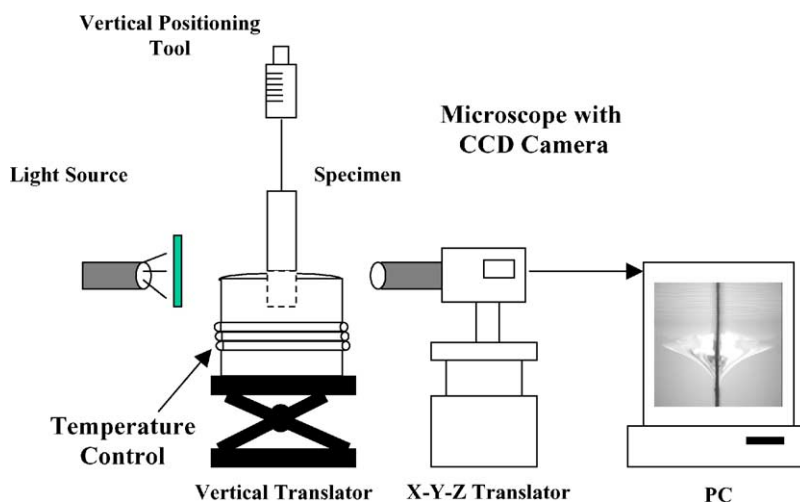 Vertical Positioning
Tool
Microscope with
CCD Camera
Light Source
Specimen
Temperature
Control
Vertical Translator
X-Y-Z Translator
PC